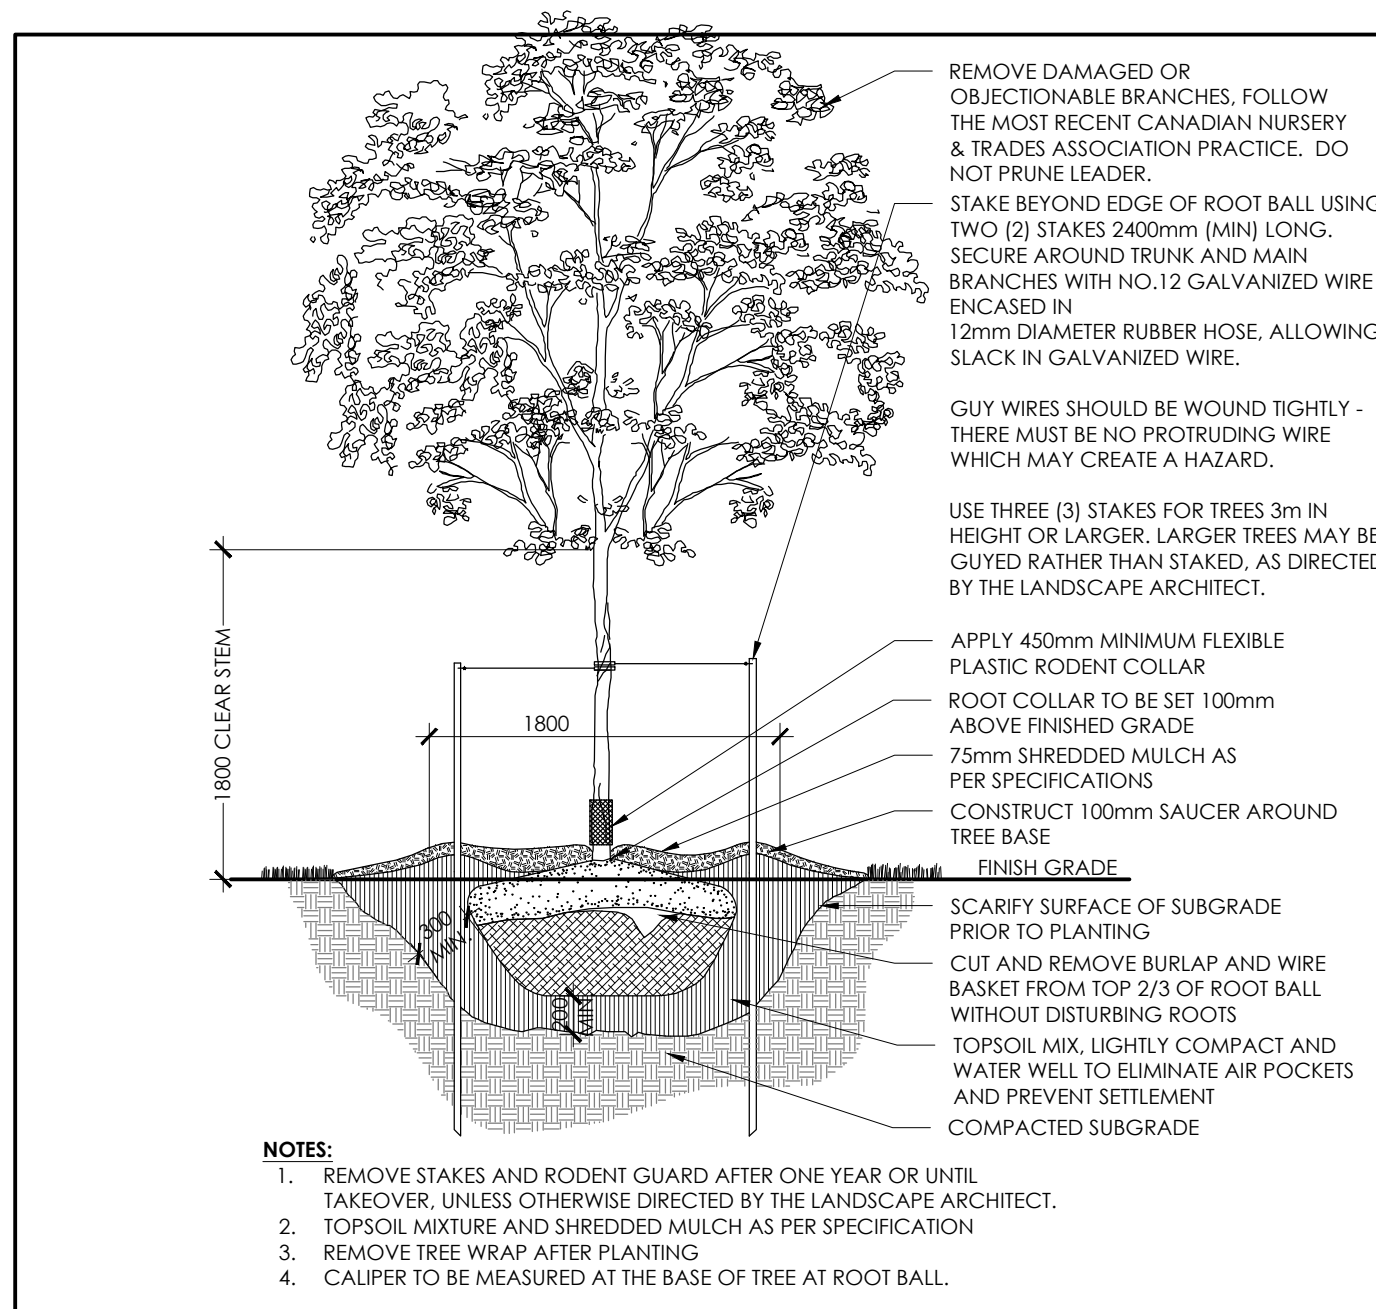 REMOVE DAMAGED OR
OBJECTIONABLE BRANCHES, FOLLOW
THE MOST RECENT CANADIAN NURSERY
& TRADES ASSOCIATION PRACTICE. DO
NOT PRUNE LEADER.
STAKE BEYOND EDGE OF ROOT BALL USING
TWO (2) STAKES 2400mm (MIN) LONG.
SECURE AROUND TRUNK AND MAIN
BRANCHES WITH NO.12 GALVANIZED WIRE
ENCASED IN
12mm DIAMETER RUBBER HOSE, ALLOWING
SLACK IN GALVANIZED WIRE.
GUY WIRES SHOULD BE WOUND TIGHTLY -
THERE MUST BE NO PROTRUDING WIRE
WHICH MAY CREATE A HAZARD.
USE THREE (3) STAKES FOR TREES 3m IN
HEIGHT OR LARGER. LARGER TREES MAY BE
GUYED RATHER THAN STAKED, AS DIRECTED
BY THE LANDSCAPE ARCHITECT.
APPLY 450mm MINIMUM FLEXIBLE
PLASTIC RODENT COLLAR
ROOT COLLAR TO BE SET 100mm
ABOVE FINISHED GRADE
75mm SHREDDED MULCH AS
PER SPECIFICATIONS
CONSTRUCT 100mm SAUCER AROUND
TREE BASE
FINISH GRADE
SCARIFY SURFACE OF SUBGRADE
PRIOR TO PLANTING
CUT AND REMOVE BURLAP AND WIRE
BASKET FROM TOP 2/3 OF ROOT BALL
WITHOUT DISTURBING ROOTS
TOPSOIL MIX, LIGHTLY COMPACT AND
WATER WELL TO ELIMINATE AIR POCKETS
AND PREVENT SETTLEMENT
COMPACTED SUBGRADE
1800 CLEAR STEM
1800
300
MIN.
200
MIN
NOTES:
1. REMOVE STAKES AND RODENT GUARD AFTER ONE YEAR OR UNTIL
TAKEOVER, UNLESS OTHERWISE DIRECTED BY THE LANDSCAPE ARCHITECT.
2. TOPSOIL MIXTURE AND SHREDDED MULCH AS PER SPECIFICATION
3. REMOVE TREE WRAP AFTER PLANTING
4. CALIPER TO BE MEASURED AT THE BASE OF TREE AT ROOT BALL.